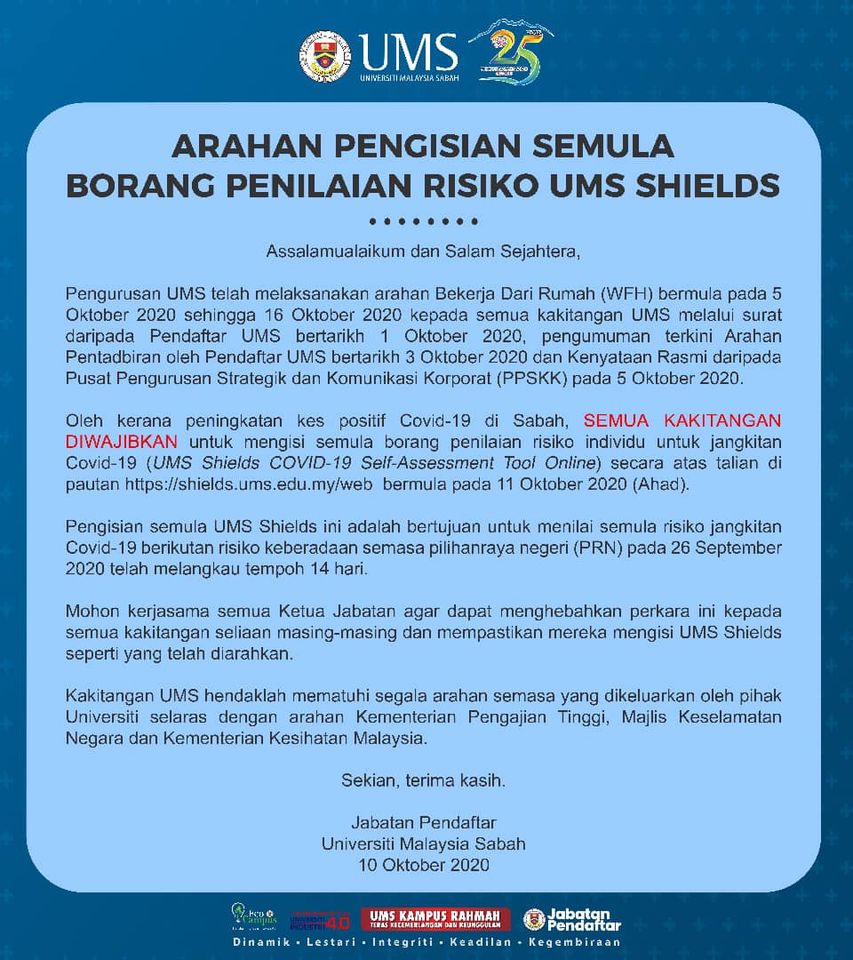 UMS
UNIVERSITI MALAYSIA SABAH
25
ARAHAN PENGISIAN SEMULA
BORANG PENILAIAN RISIKO UMS SHIELDS
Assalamualaikum dan Salam Sejahtera,
Pengurusan UMS telah melaksanakan arahan Bekerja Dari Rumah (WFH) bermula pada 5
Oktober 2020 sehingga 16 Oktober 2020 kepada semua kakitangan UMS melalui surat
daripada Pendaftar UMS bertarikh 1 Oktober 2020, pengumuman terkini Arahan
Pentadbiran oleh Pendaftar UMS bertarikh 3 Oktober 2020 dan Kenyataan Rasmi daripada
Pusat Pengurusan Strategik dan Komunikasi Korporat (PPSKK) pada 5 Oktober 2020.
Oleh kerana peningkatan kes positif Covid-19 di Sabah, SEMUA KAKITANGAN
DIWAJIBKAN untuk mengisi semula borang penilaian risiko individu untuk jangkitan
Covid-19 (UMS Shields COVID-19 Self-Assessment Tool Online) secara atas talian di
pautan https://shields.ums.edu.my/web bermula pada 11 Oktober 2020 (Ahad).
Pengisian semula UMS Shields ini adalah bertujuan untuk menilai semula risiko jangkitan
Covid-19 berikutan risiko keberadaan semasa pilihanraya negeri (PRN) pada 26 September
2020 telah melangkau tempoh 14 hari.
Mohon kerjasama semua Ketua Jabatan agar dapat menghebahkan perkara ini kepada
semua kakitangan seliaan masing-masing dan mempastikan mereka mengisi UMS Shields
seperti yang telah diarahkan.
Kakitangan UMS hendaklah mematuhi segala arahan semasa yang dikeluarkan oleh pihak
Universiti selaras dengan arahan Kementerian Pengajian Tinggi, Majlis Keselamatan
Negara dan Kementerian Kesihatan Malaysia.
Sekian, terima kasih.
Jabatan Pendaftar
Universiti Malaysia Sabah
10 Oktober 2020
Eco Campus
4.0
UMS KAMPUS RAHMAH
TERAS KECEMERLANGAN DAN KEUNGGULAN
Jabatan
Pendaftar
Dinamik • Lestari • Integriti • Keadilan • Kegembiraan